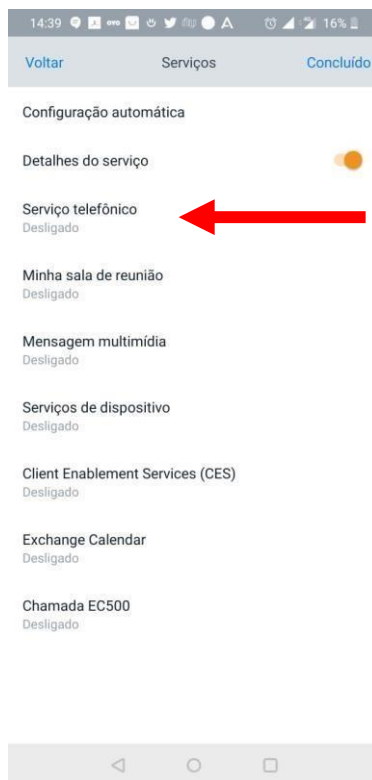 14:39 16%
Voltar Serviços Concluído
Configuração automática
Detalhes do serviço
Serviço telefônico
Desligado
Minha sala de reunião
Desligado
Mensagem multimídia
Desligado
Serviços de dispositivo
Desligado
Client Enablement Services (CES)
Desligado
Exchange Calendar
Desligado
Chamada EC500
Desligado